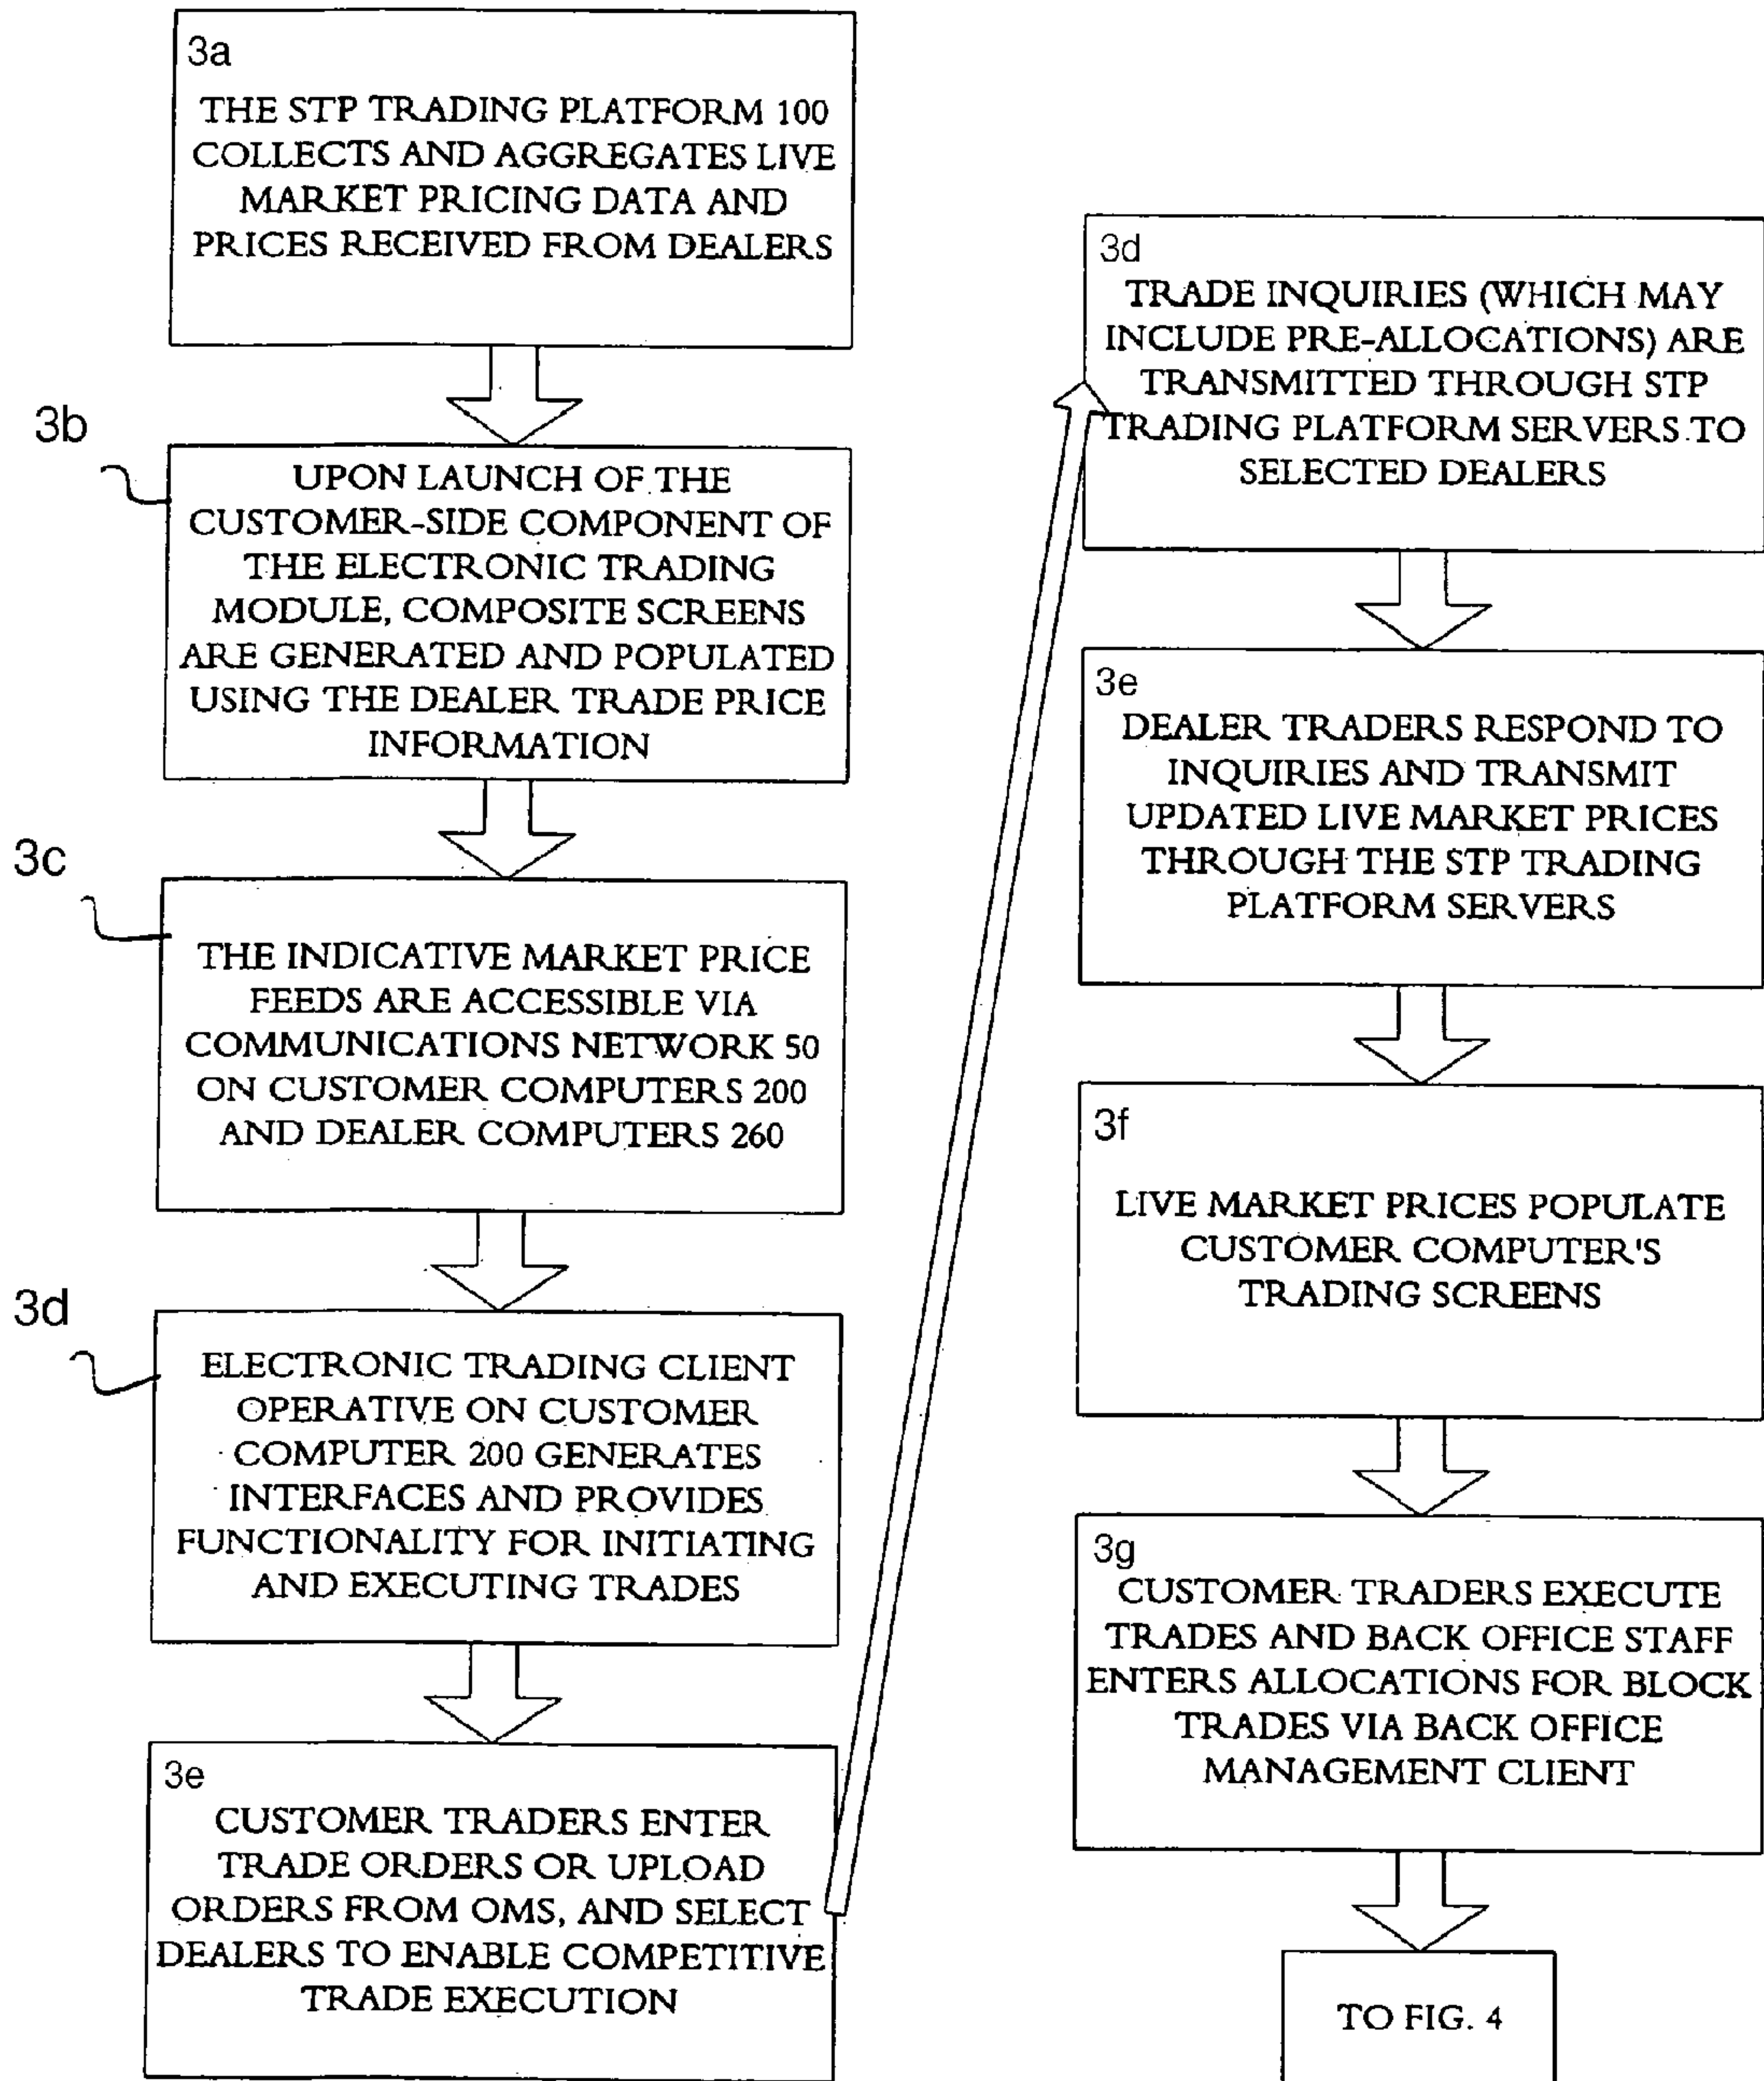 3a
THE STP TRADING PLATFORM 100
COLLECTS AND AGGREGATES LIVE
MARKET PRICING DATA AND
PRICES RECEIVED FROM DEALERS
3b
UPON LAUNCH OF THE
CUSTOMER-SIDE COMPONENT OF
THE ELECTRONIC TRADING
MODULE, COMPOSITE SCREENS
ARE GENERATED AND POPULATED
USING THE DEALER TRADE PRICE
INFORMATION
3c
THE INDICATIVE MARKET PRICE
FEEDS ARE ACCESSIBLE VIA
COMMUNICATIONS NETWORK 50
ON CUSTOMER COMPUTERS 200
AND DEALER COMPUTERS 260
3d
ELECTRONIC TRADING CLIENT
OPERATIVE ON CUSTOMER
COMPUTER 200 GENERATES
INTERFACES AND PROVIDES
FUNCTIONALITY FOR INITIATING
AND EXECUTING TRADES
3e
CUSTOMER TRADERS ENTER
TRADE ORDERS OR UPLOAD
ORDERS FROM OMS, AND SELECT
DEALERS TO ENABLE COMPETITIVE
TRADE EXECUTION
3d
TRADE INQUIRIES (WHICH MAY
INCLUDE PRE-ALLOCATIONS) ARE
TRANSMITTED THROUGH STP
TRADING PLATFORM SERVERS TO
SELECTED DEALERS
3e
DEALER TRADERS RESPOND TO
INQUIRIES AND TRANSMIT
UPDATED LIVE MARKET PRICES
THROUGH THE STP TRADING
PLATFORM SERVERS
3f
LIVE MARKET PRICES POPULATE
CUSTOMER COMPUTER'S
TRADING SCREENS
3g
CUSTOMER TRADERS EXECUTE
TRADES AND BACK OFFICE STAFF
ENTERS ALLOCATIONS FOR BLOCK
TRADES VIA BACK OFFICE
MANAGEMENT CLIENT
TO FIG. 4